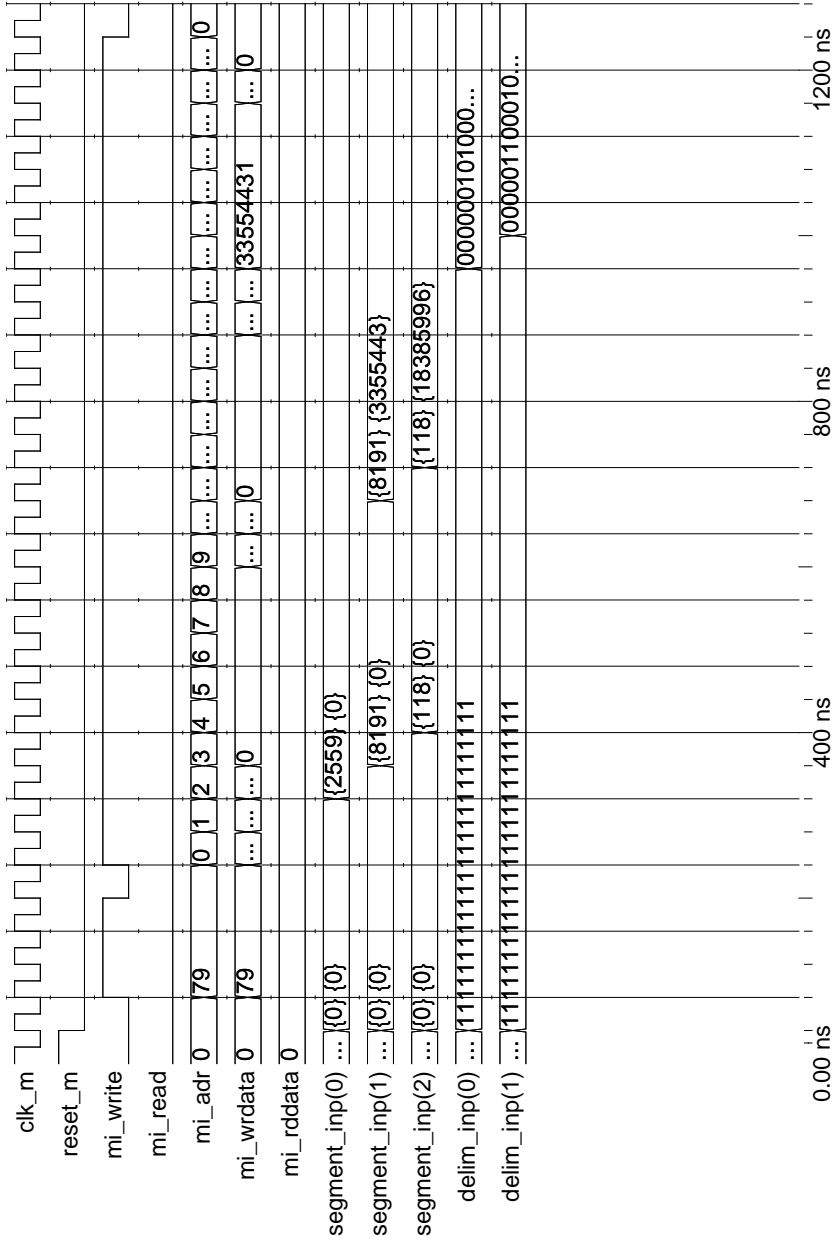 clk_m
reset_m
mi_write
mi_read
mi_adr 0 79 0 1 2 3 4 5 6 7 8 9 ... ... ... ... ... ... ... ... ... ... ... ... ... ... ... 0
mi_wrdata 0 79 ... ... ... 0 ... ... 0 ... ... 33554431 ... 0
mi_rddata 0
segment_inp(0) ... {0} {0} {2559} {0}
segment_inp(1) ... {0} {0} {8191} {0} {8191} {3355443}
segment_inp(2) ... {0} {0} {118} {0} {118} {18385996}
delim_inp(0) ... 1111111111111111111111111 000000101000...
delim_inp(1) ... 1111111111111111111111111 000001100010...
0.00 ns 400 ns 800 ns 1200 ns